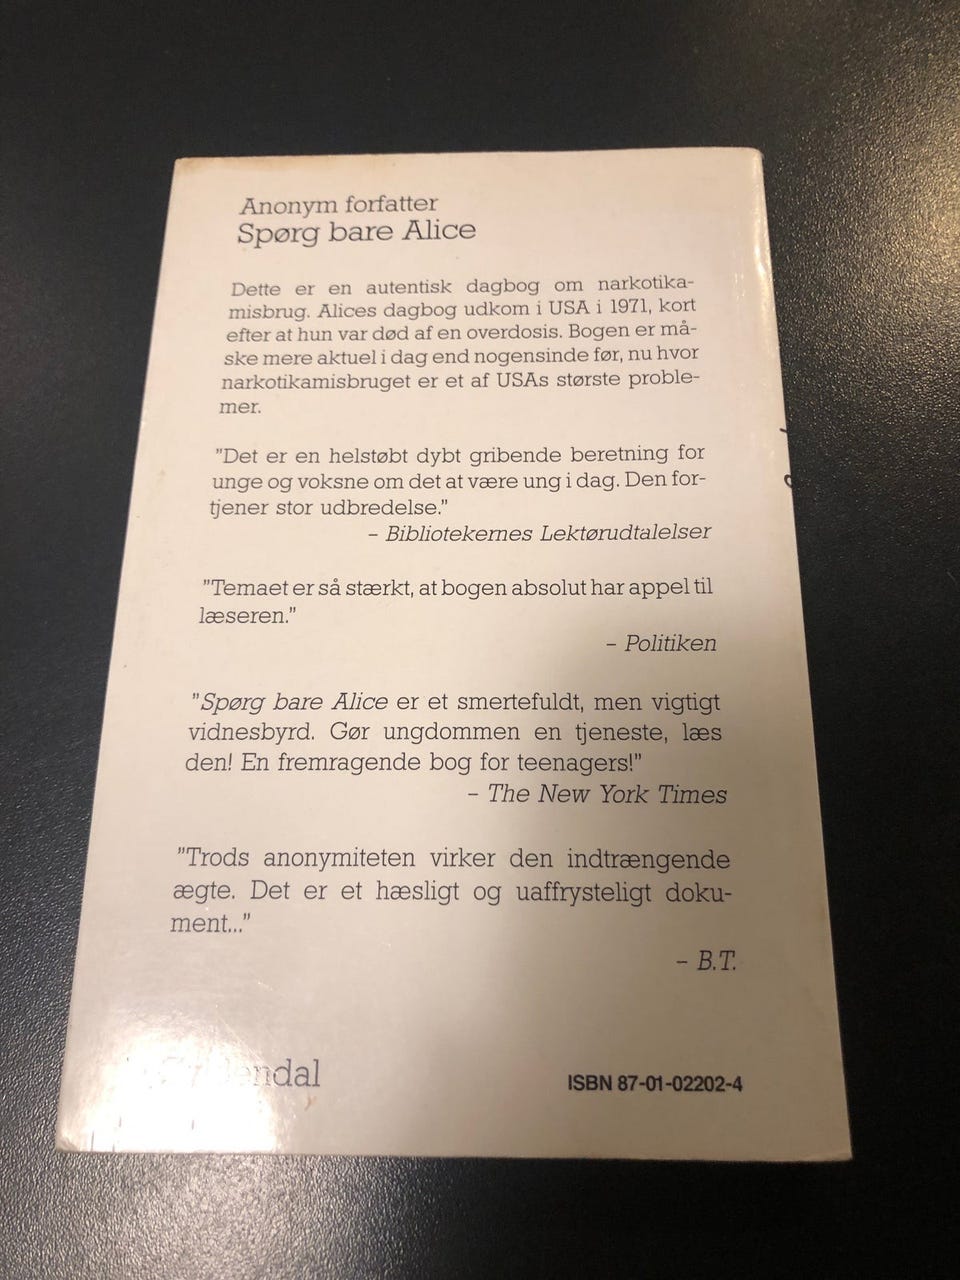 Anonym forfatter
Spørg bare Alice
Dette er en autentisk dagbog om narkotika-
misbrug. Alices dagbog udkom i USA i 1971, kort
efter at hun var død af en overdosis. Bogen er må-
ske mere aktuel i dag end nogensinde før, nu hvor
narkotikamisbruget er et af USAs største proble-
mer.
"Det er en helstøbt dybt gribende beretning for
unge og voksne om det at være ung i dag. Den for-
tjener stor udbredelse."
– Bibliotekernes Lektørudtalelser
"Temaet er så stærkt, at bogen absolut har appel til
læseren."
– Politiken
"Spørg bare Alice er et smertefuldt, men vigtigt
vidnesbyrd. Gør ungdommen en tjeneste, læs
den! En fremragende bog for teenagers!"
– The New York Times
"Trods anonymiteten virker den indtrængende
ægte. Det er et hæsligt og uaffrysteligt doku-
ment..."
– B.T.
Gyldendal
ISBN 87-01-02202-4